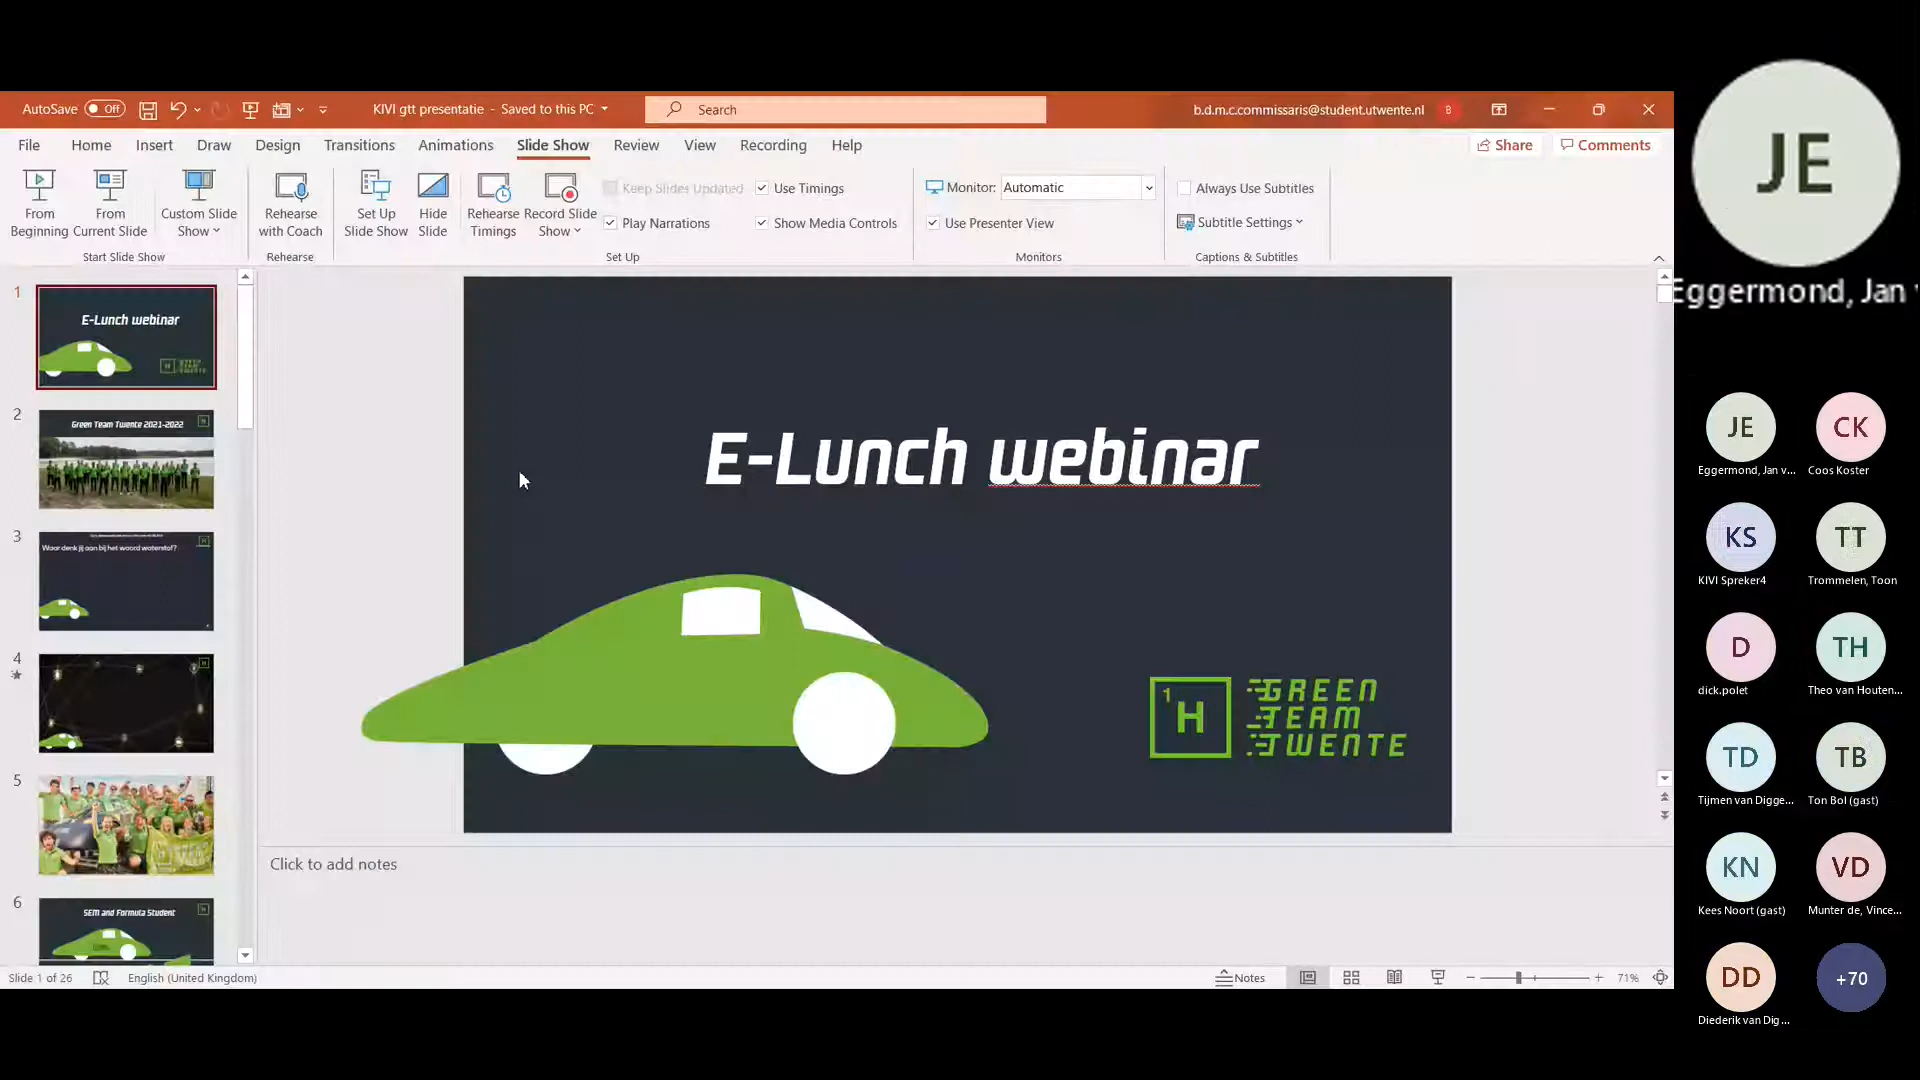 AutoSave Off
KIVI gtt presentatie - Saved to this PC
Search
b.d.m.c.commissaris@student.utwente.nl B
File Home Insert Draw Design Transitions Animations Slide Show Review View Recording Help
Share Comments
From Beginning
From Current Slide
Custom Slide Show
Start Slide Show
Rehearse with Coach
Rehearse
Set Up Slide Show
Hide Slide
Rehearse Timings
Record Slide Show
Keep Slides Updated
Play Narrations
Use Timings
Show Media Controls
Set Up
Monitor: Automatic
Use Presenter View
Monitors
Always Use Subtitles
Subtitle Settings
Captions & Subtitles
1
E-Lunch webinar
H
2
Green Team Twente 2021-2022
H
3
Waar denk jij aan bij het woord waterstof?
H
4
H
5
6
SEM and Formula Student
H
E-Lunch webinar
1
H
GREEN
TEAM
TWENTE
Click to add notes
Slide 1 of 26
English (United Kingdom)
Notes
71%
JE
Eggermond, Jan
JE
Eggermond, Jan v...
CK
Coos Koster
KS
KIVI Spreker4
TT
Trommelen, Toon
D
dick.polet
TH
Theo van Houten...
TD
Tijmen van Digge...
TB
Ton Bol (gast)
KN
Kees Noort (gast)
VD
Munter de, Vince...
DD
Diederik van Dig...
+70